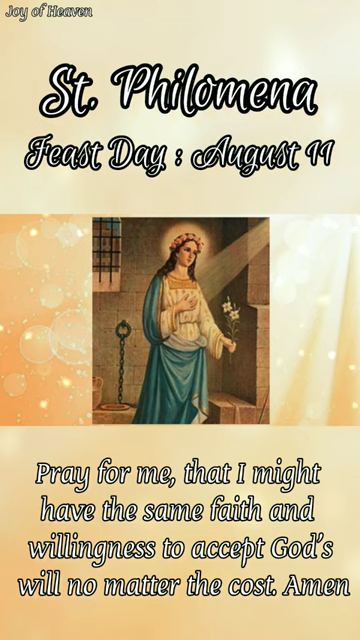 Joy of Heaven
St. Philomena
Feast Day : August 11
Pray for me, that I might
have the same faith and
willingness to accept God's
will no matter the cost. Amen